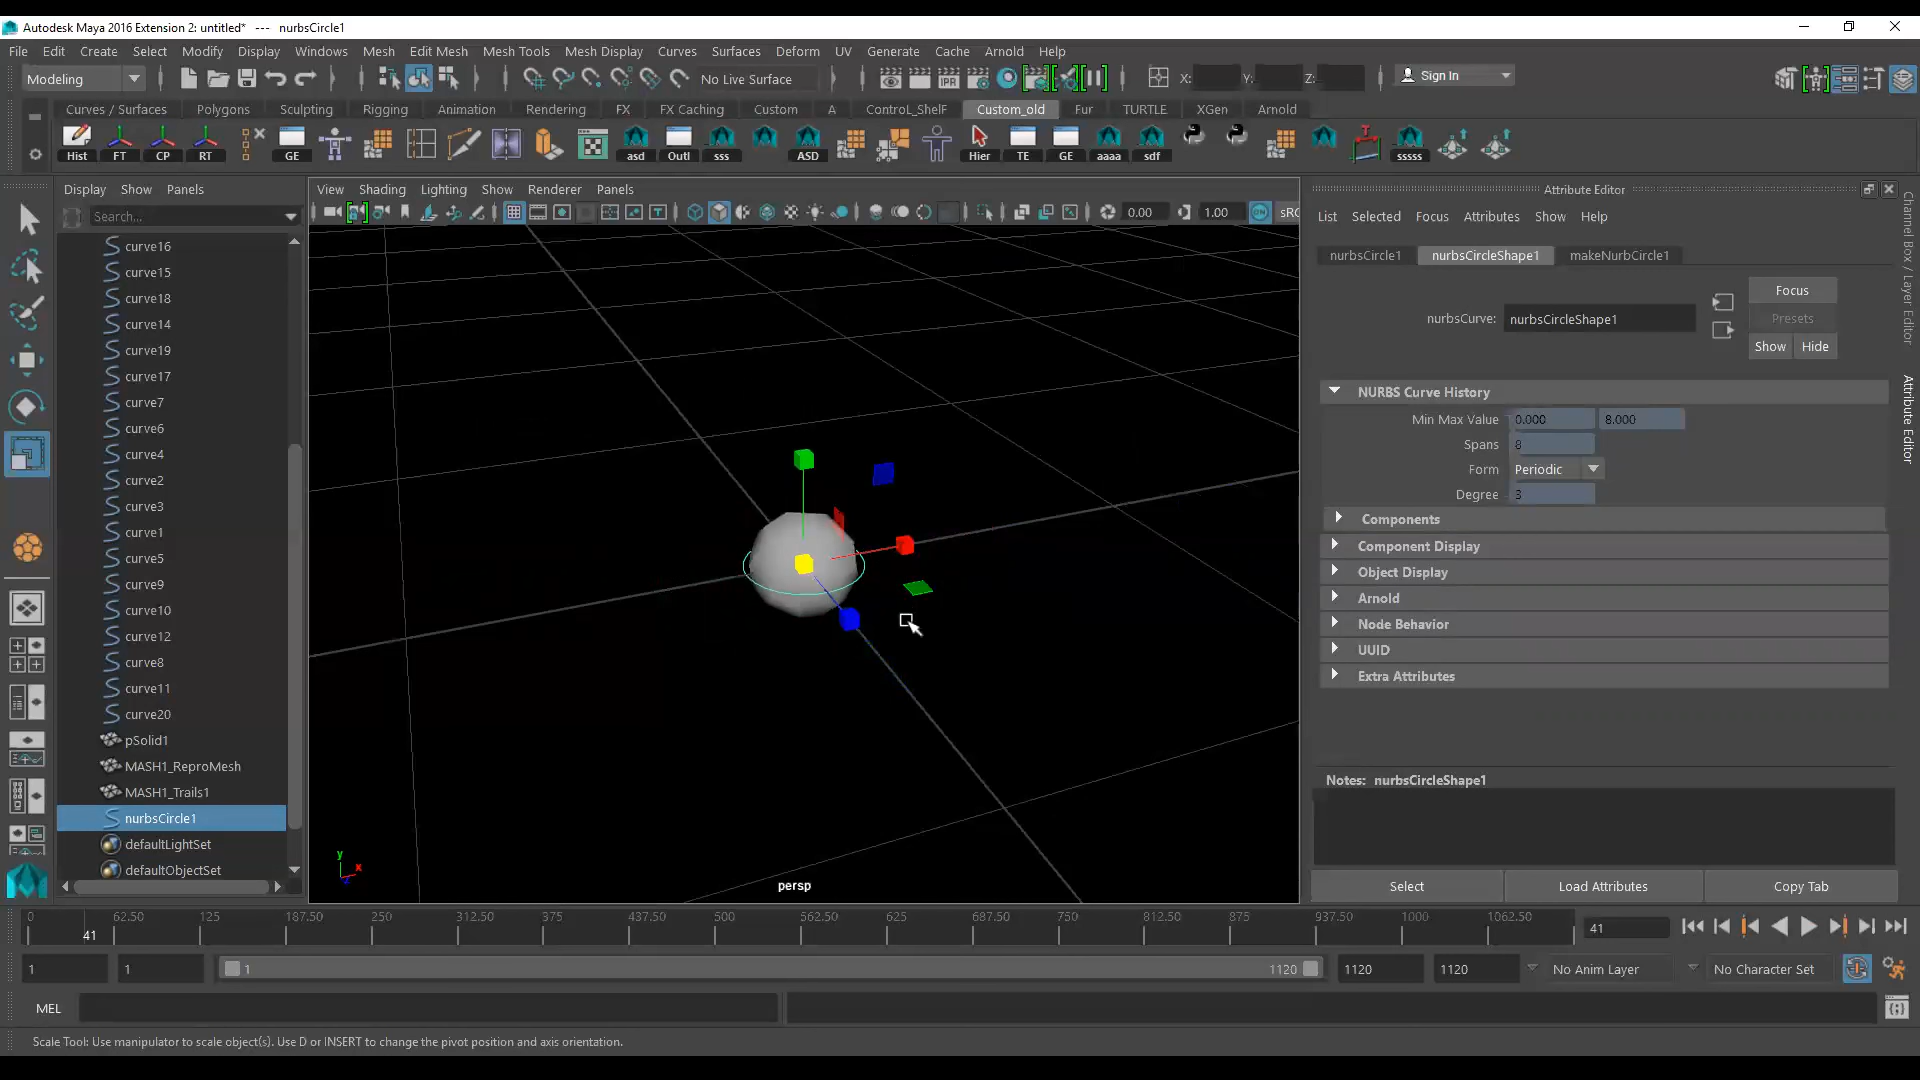 Autodesk Maya 2016 Extension 2: untitled* --- nurbsCircle1
File Edit Create Select Modify Display Windows Mesh Edit Mesh Mesh Tools Mesh Display Curves Surfaces Deform UV Generate Cache Arnold Help
Modeling No Live Surface IPR X: Y: Z: Sign In
Curves / Surfaces Polygons Sculpting Rigging Animation Rendering FX FX Caching Custom A ControL_ShelF Custom_old Fur TURTLE XGen Arnold
Hist FT CP RT GE asd Outl sss ASD Hier TE GE aaaa sdf sssss
Display Show Panels
Search...
curve16
curve15
curve18
curve14
curve19
curve17
curve7
curve6
curve4
curve2
curve3
curve1
curve5
curve9
curve10
curve12
curve8
curve11
curve20
pSolid1
MASH1_ReproMesh
MASH1_Trails1
nurbsCircle1
defaultLightSet
defaultObjectSet
View Shading Lighting Show Renderer Panels
0.00 1.00 sRG
y
x
persp
Attribute Editor
List Selected Focus Attributes Show Help
nurbsCircle1 nurbsCircleShape1 makeNurbCircle1
Focus
nurbsCurve: nurbsCircleShape1
Presets
Show Hide
NURBS Curve History
Min Max Value 0.000 8.000
Spans 8
Form Periodic
Degree 3
Components
Component Display
Object Display
Arnold
Node Behavior
UUID
Extra Attributes
Notes: nurbsCircleShape1
Select Load Attributes Copy Tab
Channel Box / Layer Editor
Attribute Editor
0 62.50 125 187.50 250 312.50 375 437.50 500 562.50 625 687.50 750 812.50 875 937.50 1000 1062.50
41 41
1 1 1 1120 1120 1120 No Anim Layer No Character Set
MEL
Scale Tool: Use manipulator to scale object(s). Use D or INSERT to change the pivot position and axis orientation.